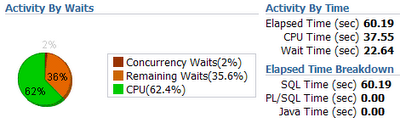 Activity By Waits
2%
36%
62%
Concurrency Waits(2%)
Remaining Waits(35.6%)
CPU(62.4%)
Activity By Time
Elapsed Time (sec) 60.19
CPU Time (sec) 37.55
Wait Time (sec) 22.64
Elapsed Time Breakdown
SQL Time (sec) 60.19
PL/SQL Time (sec) 0.00
Java Time (sec) 0.00